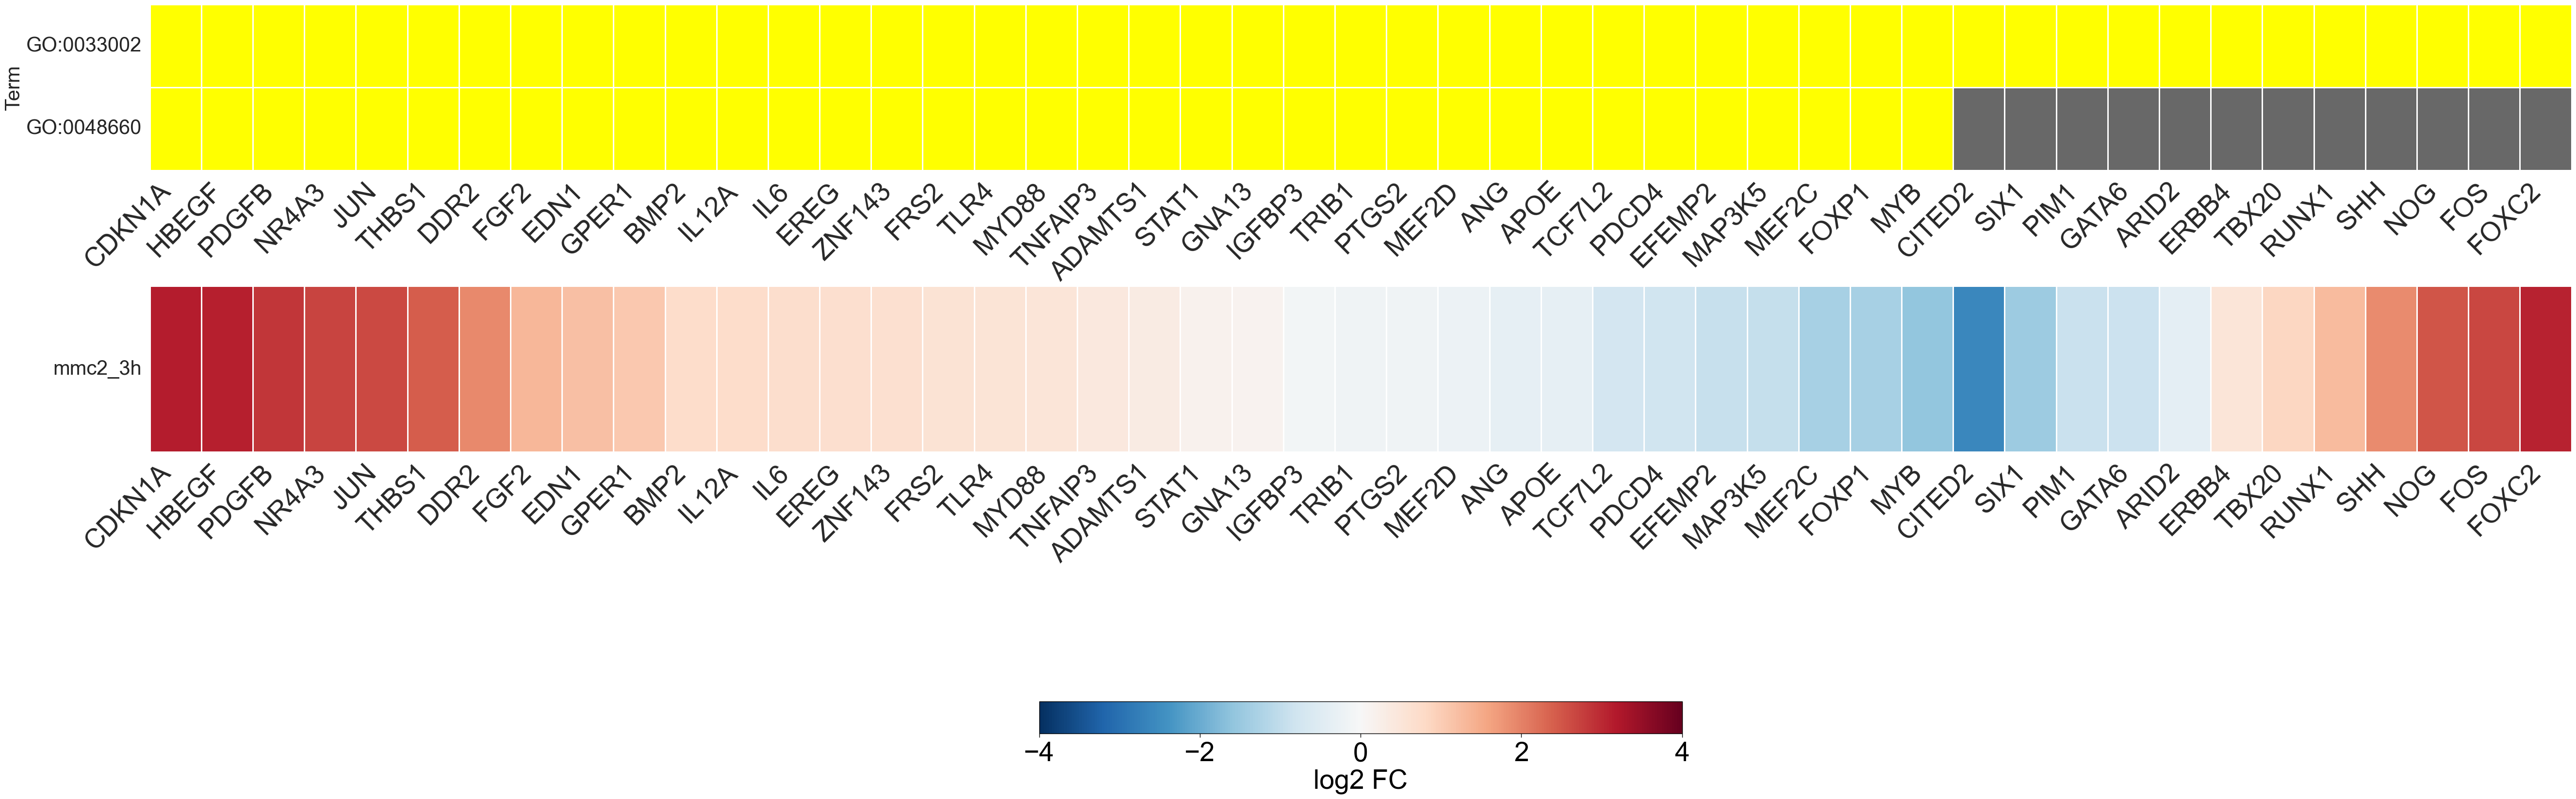 Term
GO:0033002
GO:0048660
CDKN1A HBEGF PDGFB NR4A3 JUN THBS1 DDR2 FGF2 EDN1 GPER1 BMP2 IL12A IL6 EREG ZNF143 FRS2 TLR4 MYD88 TNFAIP3 ADAMTS1 STAT1 GNA13 IGFBP3 TRIB1 PTGS2 MEF2D ANG APOE TCF7L2 PDCD4 EFEMP2 MAP3K5 MEF2C FOXP1 MYB CITED2 SIX1 PIM1 GATA6 ARID2 ERBB4 TBX20 RUNX1 SHH NOG FOS FOXC2
mmc2_3h
CDKN1A HBEGF PDGFB NR4A3 JUN THBS1 DDR2 FGF2 EDN1 GPER1 BMP2 IL12A IL6 EREG ZNF143 FRS2 TLR4 MYD88 TNFAIP3 ADAMTS1 STAT1 GNA13 IGFBP3 TRIB1 PTGS2 MEF2D ANG APOE TCF7L2 PDCD4 EFEMP2 MAP3K5 MEF2C FOXP1 MYB CITED2 SIX1 PIM1 GATA6 ARID2 ERBB4 TBX20 RUNX1 SHH NOG FOS FOXC2
−4 −2 0 2 4
log2 FC